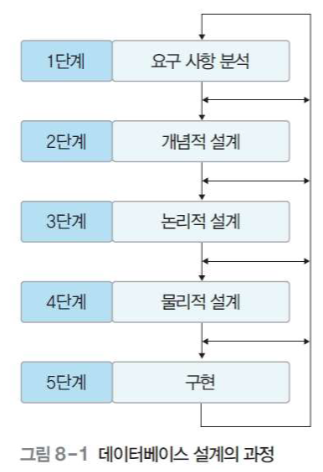 1단계 요구 사항 분석
2단계 개념적 설계
3단계 논리적 설계
4단계 물리적 설계
5단계 구현
그림 8-1 데이터베이스 설계의 과정